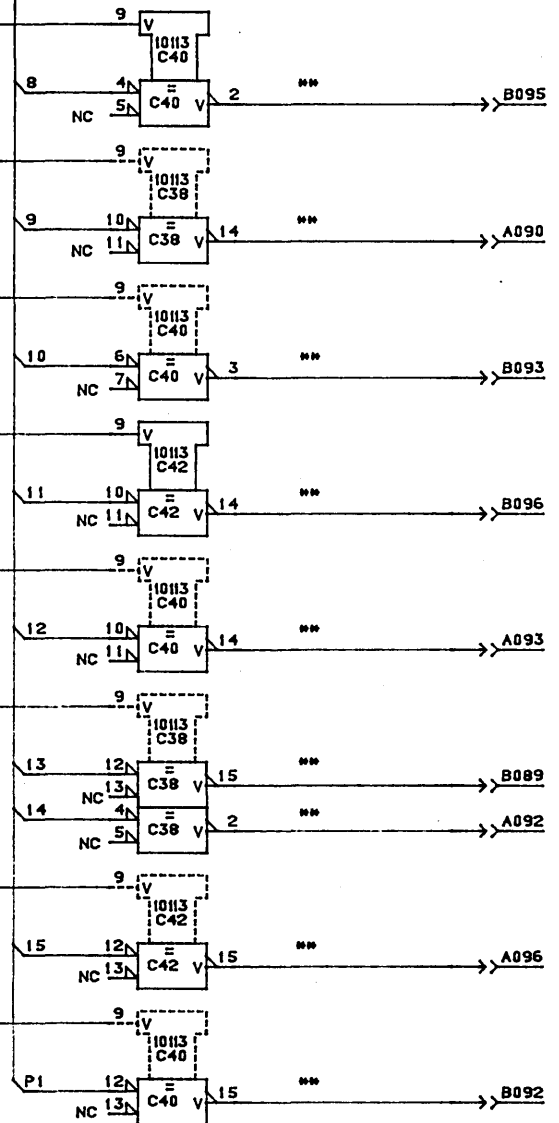 9 V
10113
C40
8 4 = 2 ** B095
C40 V
NC 5
9 V
10113
C38
9 10 = 14 ** A090
C38 V
NC 11
9 V
10113
C40
10 6 = 3 ** B093
C40 V
NC 7
9 V
10113
C42
11 10 = 14 ** B096
C42 V
NC 11
9 V
10113
C40
12 10 = 14 ** A093
C40 V
NC 11
9 V
10113
C38
13 12 = 15 ** B089
C38 V
NC 13
14 4 = 2 ** A092
C38 V
NC 5
9 V
10113
C42
15 12 = 15 ** A096
C42 V
NC 13
9 V
10113
C40
P1 12 = 15 ** B092
C40 V
NC 13